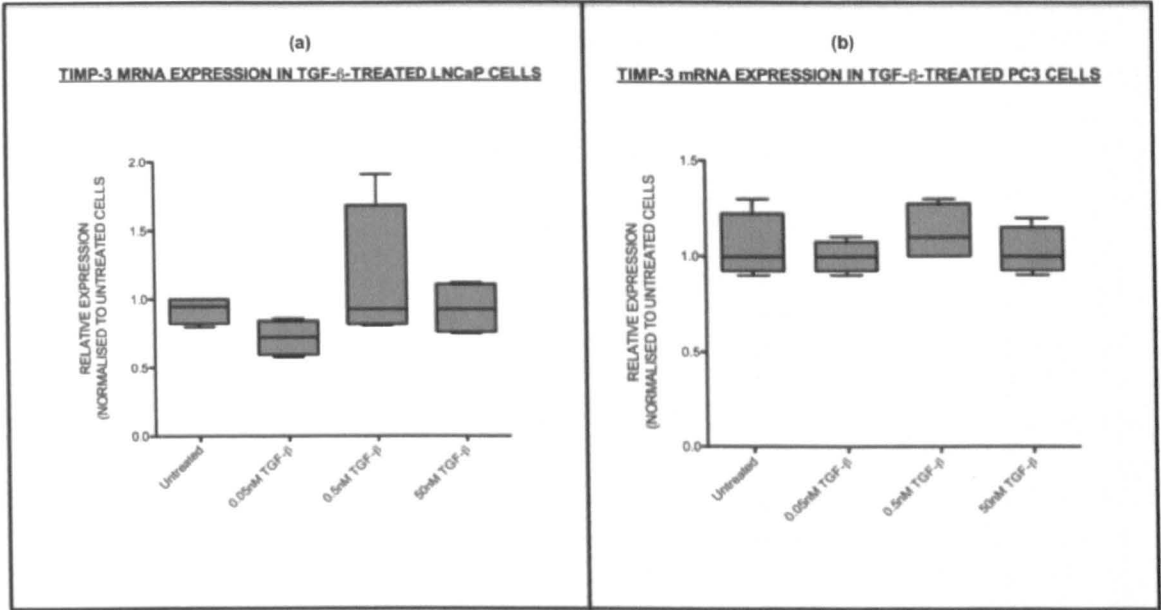 (a)
TIMP-3 MRNA EXPRESSION IN TGF-β-TREATED LNCaP CELLS
RELATIVE EXPRESSION
(NORMALISED TO UNTREATED CELLS
2.0
1.5
1.0
0.5
0.0
Untreated
0.05nM TGF-β
0.5nM TGF-β
50nM TGF-β
(b)
TIMP-3 mRNA EXPRESSION IN TGF-β-TREATED PC3 CELLS
RELATIVE EXPRESSION
(NORMALISED TO UNTREATED CELLS
1.5
1.0
0.5
0.0
Untreated
0.05nM TGF-β
0.5nM TGF-β
50nM TGF-β